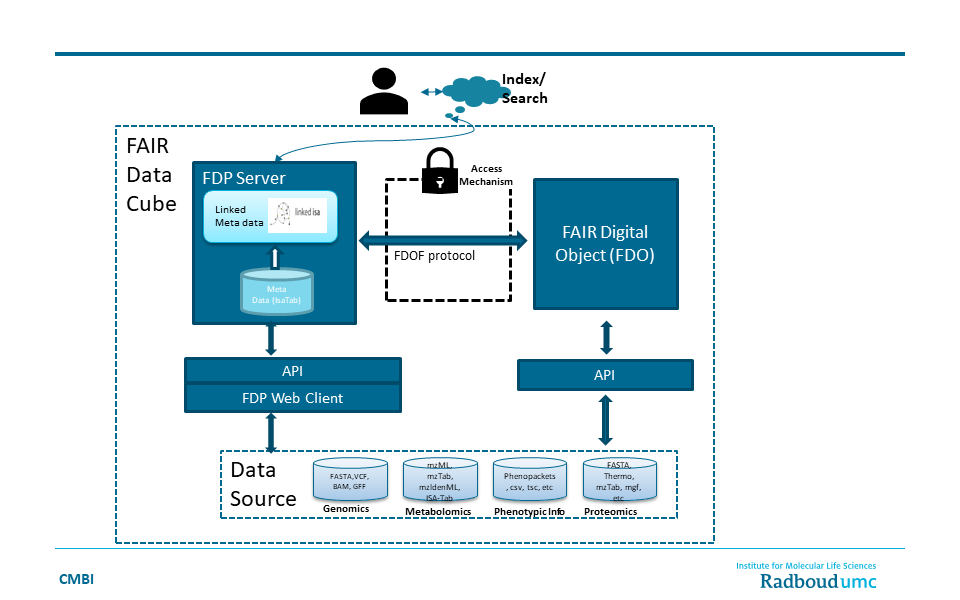 Index/
Search
FAIR
Data
Cube
Access
Mechanism
FDP Server
Linked
Meta data
linked isa
Meta
Data (IsaTab)
FDOF protocol
FAIR Digital
Object (FDO)
API
FDP Web Client
API
Data
Source
FASTA,VCF,
BAM, GFF
Genomics
mzML,
mzTab,
mzIdenML,
ISA-Tab
Metabolomics
Phenopackets
, csv, tsc, etc
Phenotypic Info
FASTA,
Thermo,
mzTab, mgf,
etc
Proteomics
CMBI
Institute for Molecular Life Sciences
Radboudumc